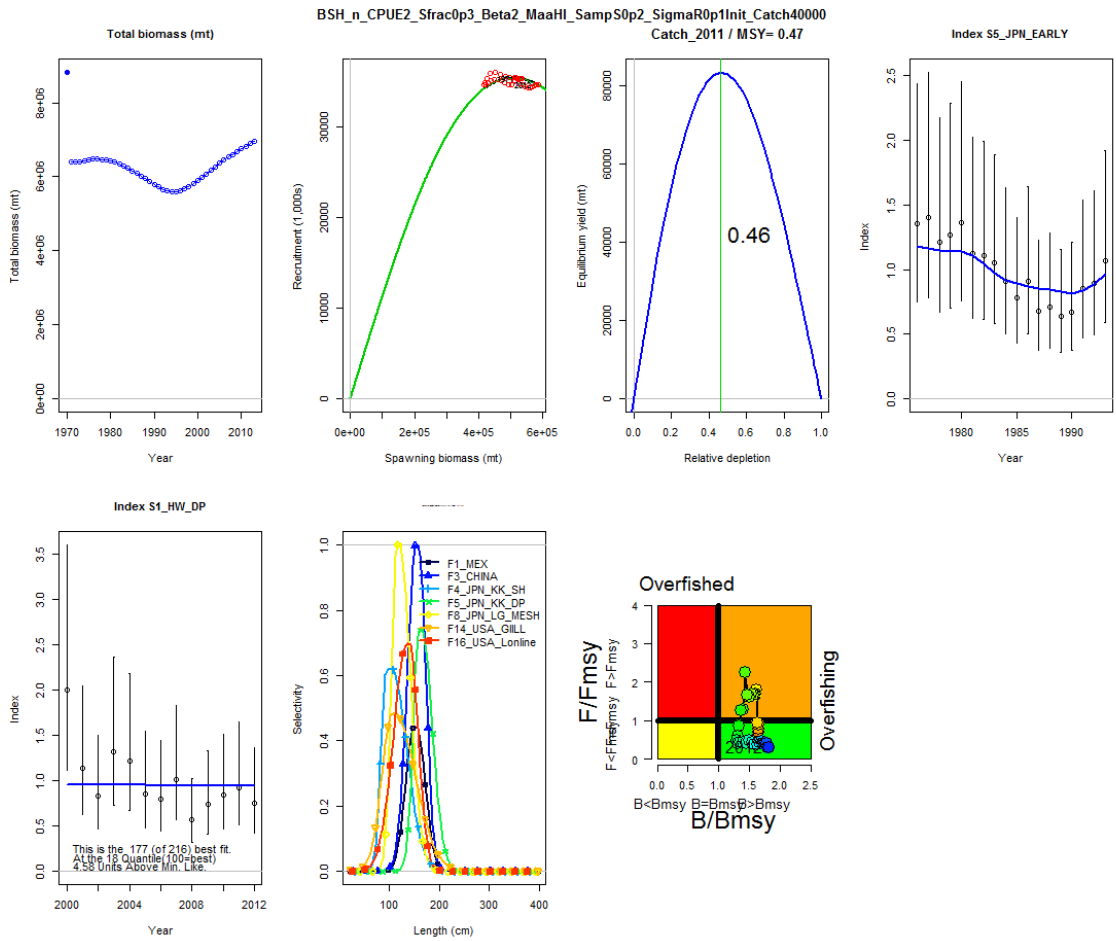 BSH_n_CPUE2_Sfrac0p3_Beta2_MaaHI_SampS0p2_SigmaR0p1Init_Catch40000
Total biomass (mt)
Catch_2011 / MSY= 0.47
Index S5_JPN_EARLY
Total biomass (mt)
8e+06
6e+06
4e+06
2e+06
0e+00
1970 1980 1990 2000 2010
Year
Recruitment (1,000s)
30000
20000
10000
0
0e+00 2e+05 4e+05 6e+05
Spawning biomass (mt)
Equilibrium yield (mt)
80000
60000
40000
20000
0
0.46
0.0 0.2 0.4 0.6 0.8 1.0
Relative depletion
Index
2.5
2.0
1.5
1.0
0.5
0.0
1980 1985 1990
Year
Index S1_HW_DP
Index
3.5
3.0
2.5
2.0
1.5
1.0
0.5
0.0
This is the 177 (of 216) best fit.
At the 18 Quantile(100=best)
4.58 Units Above Min. Like.
2000 2004 2008 2012
Year
Selectivity
1.0
0.8
0.6
0.4
0.2
0.0
F1_MEX
F3_CHINA
F4_JPN_KK_SH
F5_JPN_KK_DP
F8_JPN_LG_MESH
F14_USA_GIILL
F16_USA_Lonline
0 100 200 300 400
Length (cm)
Overfished
F/Fmsy
F>Fmsy
4
3
2
1
0
2012
Overfishing
0.0 0.5 1.0 1.5 2.0 2.5
B<Bmsy B=Bmsy B>Bmsy
B/Bmsy